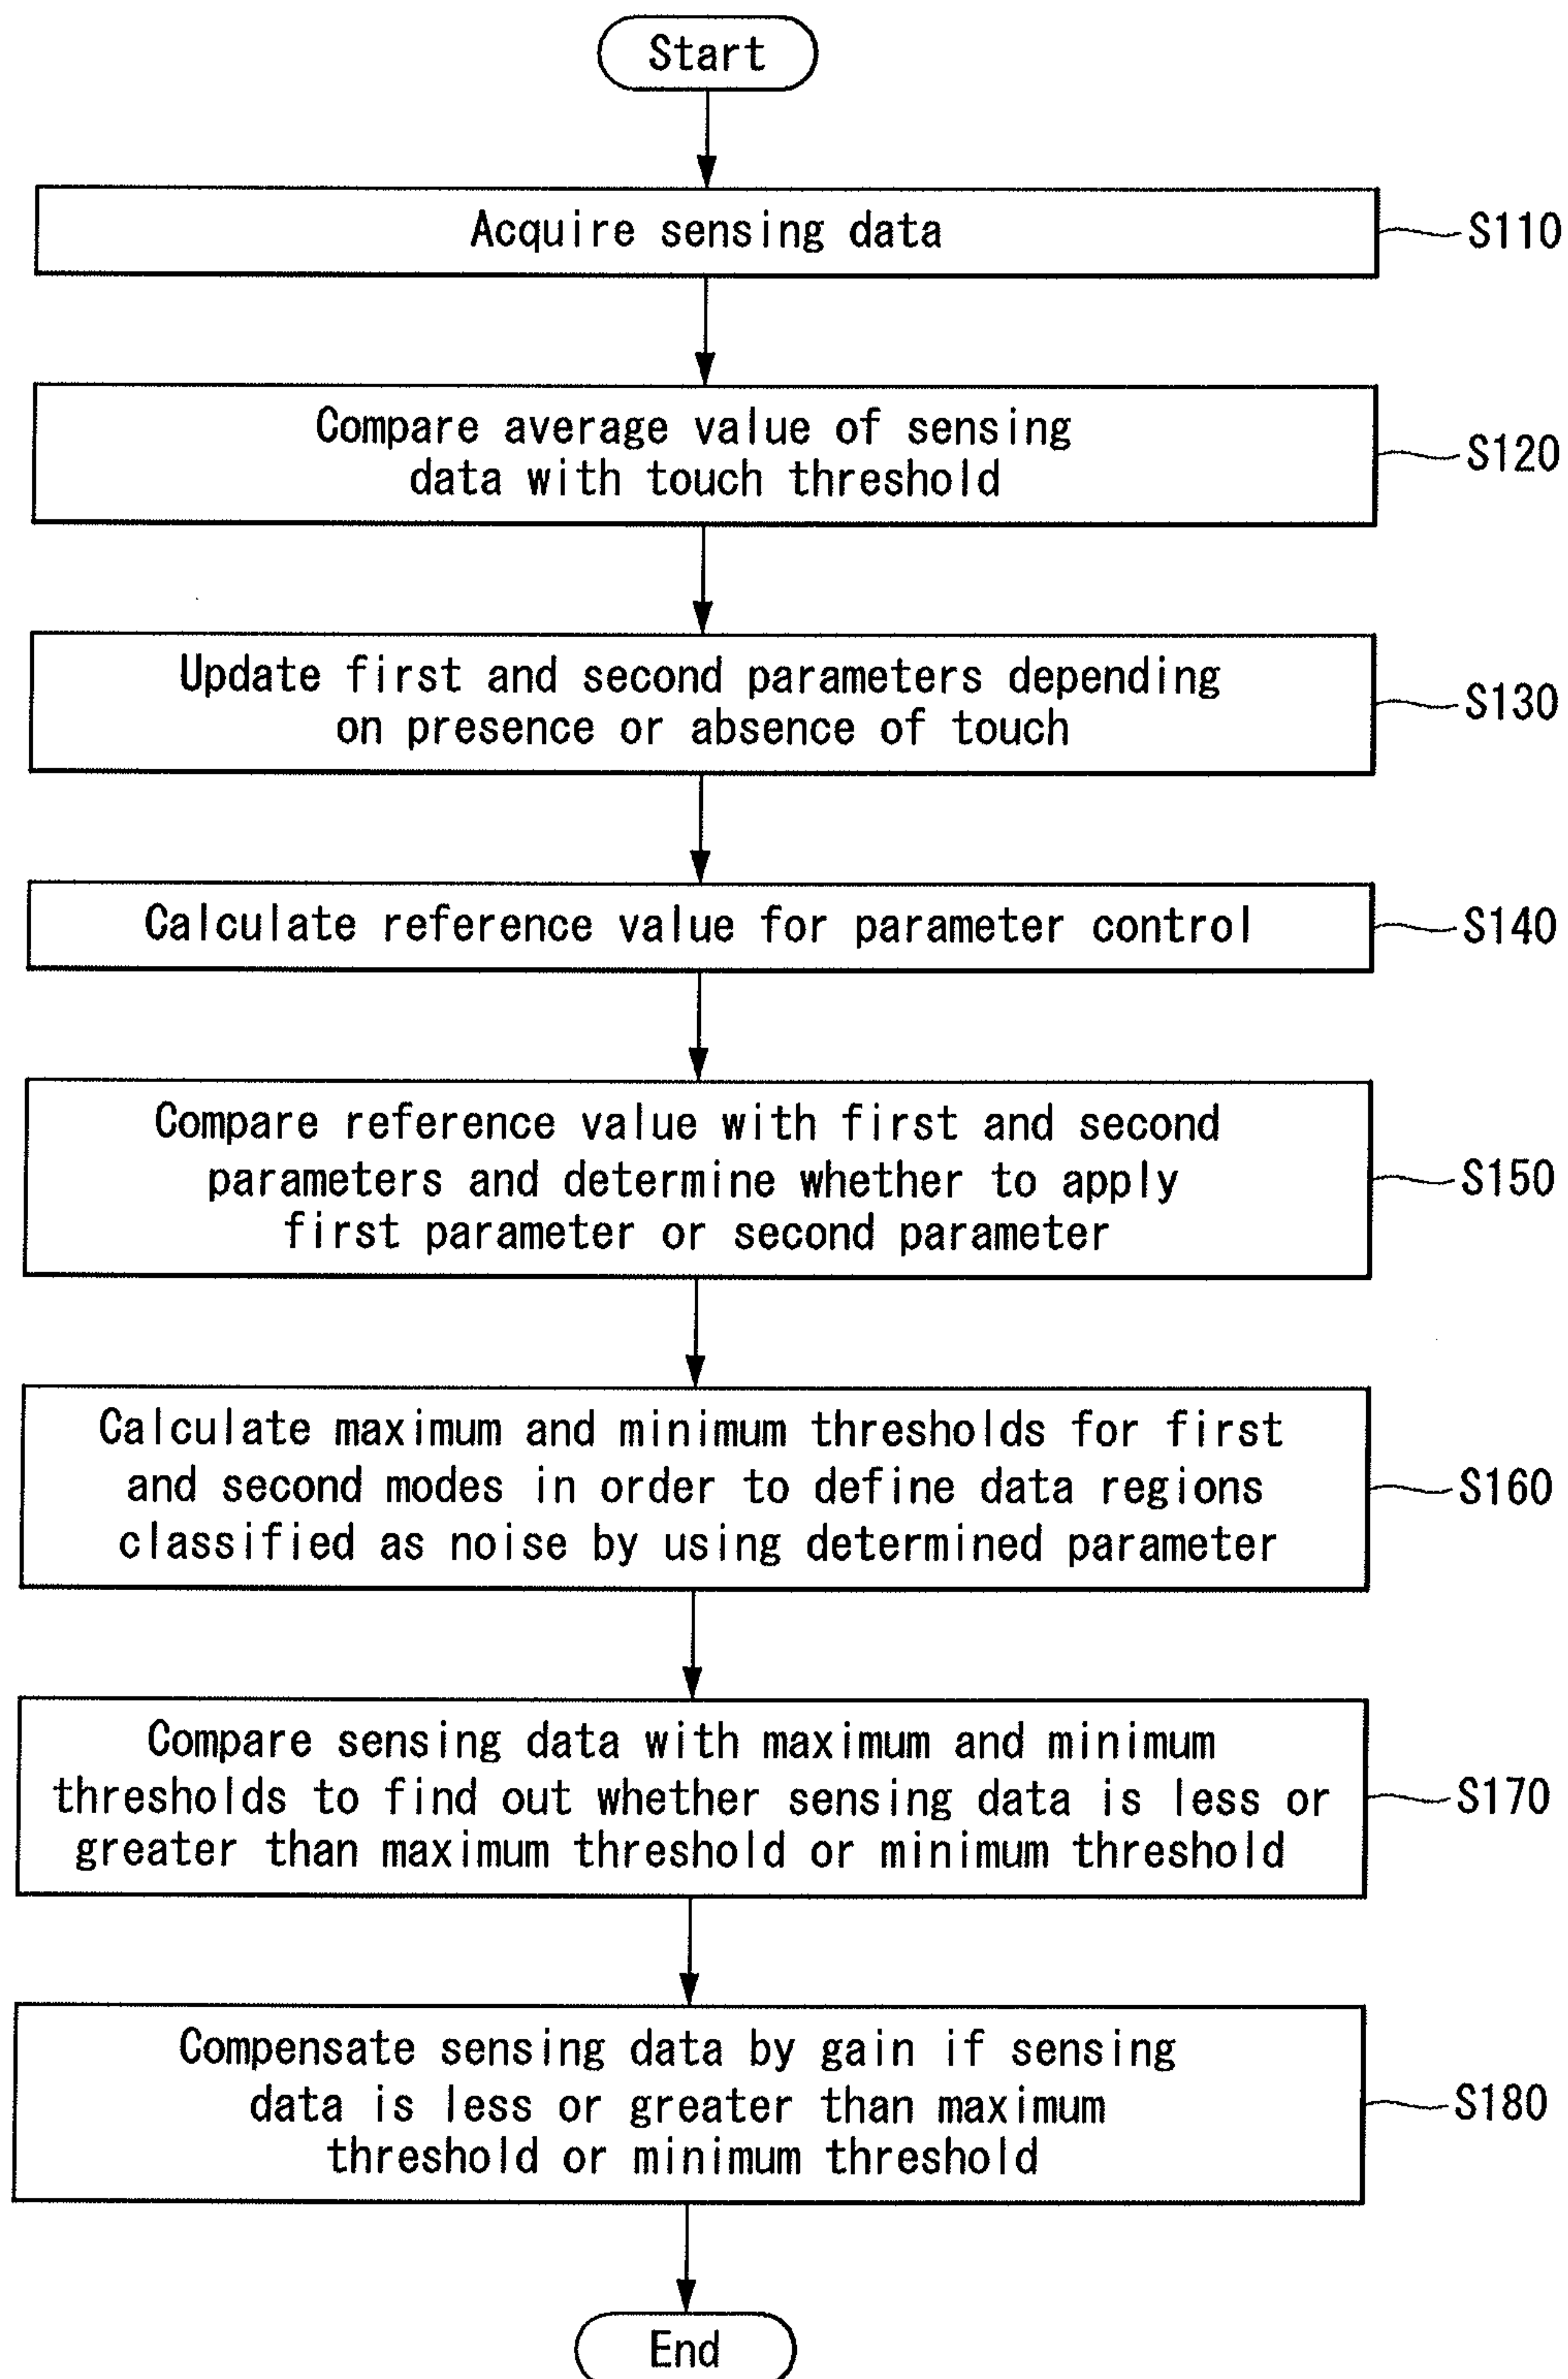 Start
Acquire sensing data
S110
Compare average value of sensing
data with touch threshold
S120
Update first and second parameters depending
on presence or absence of touch
S130
Calculate reference value for parameter control
S140
Compare reference value with first and second
parameters and determine whether to apply
first parameter or second parameter
S150
Calculate maximum and minimum thresholds for first
and second modes in order to define data regions
classified as noise by using determined parameter
S160
Compare sensing data with maximum and minimum
thresholds to find out whether sensing data is less or
greater than maximum threshold or minimum threshold
S170
Compensate sensing data by gain if sensing
data is less or greater than maximum
threshold or minimum threshold
S180
End